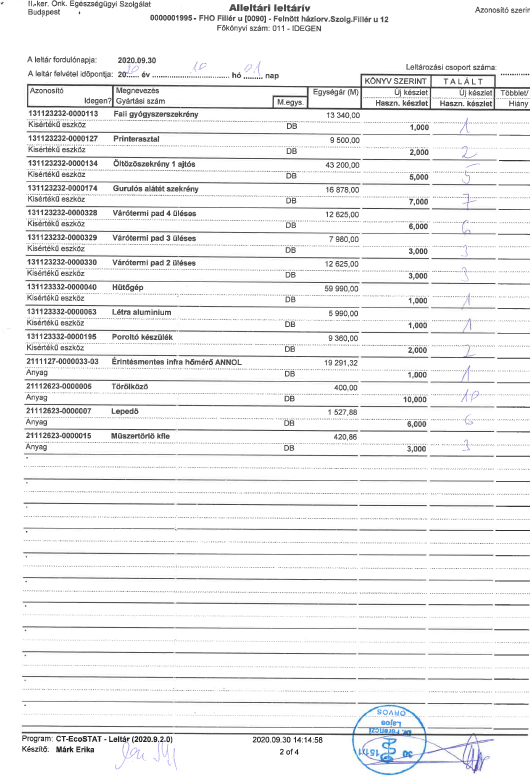 II.ker. Önk. Egészségügyi Szolgálat
Budapest
Alleltári leltárív
0000001995 - FHO Fillér u [0090] - Felnőtt háziorv.Szolg.Fillér u 12
Főkönyvi szám: 011 - IDEGEN
Azonosító szerin
A leltár fordulónapja: 2020.09.30
A leltár felvétel időpontja: 2020 év 10 hó 01 nap
Leltározási csoport száma:
Azonosító Megnevezés Egységár (M) KÖNYV SZERINT TALÁLT
Idegen? Gyártási szám M.egys. Új készlet Új készlet Többlet/
Haszn. készlet Haszn. készlet Hiány
131123232-0000113 Fali gyógyszerszekrény 13 340,00
Kisértékű eszköz DB 1,000 1
131123232-0000127 Printerasztal 9 500,00
Kisértékű eszköz DB 2,000 2
131123232-0000134 Öltözöszekrény 1 ajtós 43 200,00
Kisértékű eszköz DB 5,000 5
131123232-0000174 Gurulós alátét szekrény 16 878,00
Kisértékű eszköz DB 7,000 7
131123232-0000328 Várótermi pad 4 üléses 12 625,00
Kisértékű eszköz DB 6,000 6
131123232-0000329 Várótermi pad 3 üléses 7 980,00
Kisértékű eszköz DB 3,000 3
131123232-0000330 Várótermi pad 2 üléses 12 625,00
Kisértékű eszköz DB 3,000 3
131123332-0000040 Hűtőgép 59 990,00
Kisértékű eszköz DB 1,000 1
131123332-0000063 Létra aluminium 5 990,00
Kisértékű eszköz DB 1,000 1
131123332-0000195 Poroltó készülék 9 360,00
Kisértékű eszköz DB 2,000 2
2111127-0000033-03 Érintésmentes infra hőmérő ANNOL 19 291,32
Anyag DB 1,000 1
21112623-0000005 Törölköző 400,00
Anyag DB 10,000 10
21112623-0000007 Lepedő 1 527,88
Anyag DB 6,000 6
21112623-0000015 Műszertörlö kfle 420,86
Anyag DB 3,000 3
Dr. Ferenczi
Lajos
ORVOS
Program: CT-EcoSTAT - Leltár (2020.9.2.0) 2020.09.30 14:14:58
Készítő: Márk Erika 2 of 4